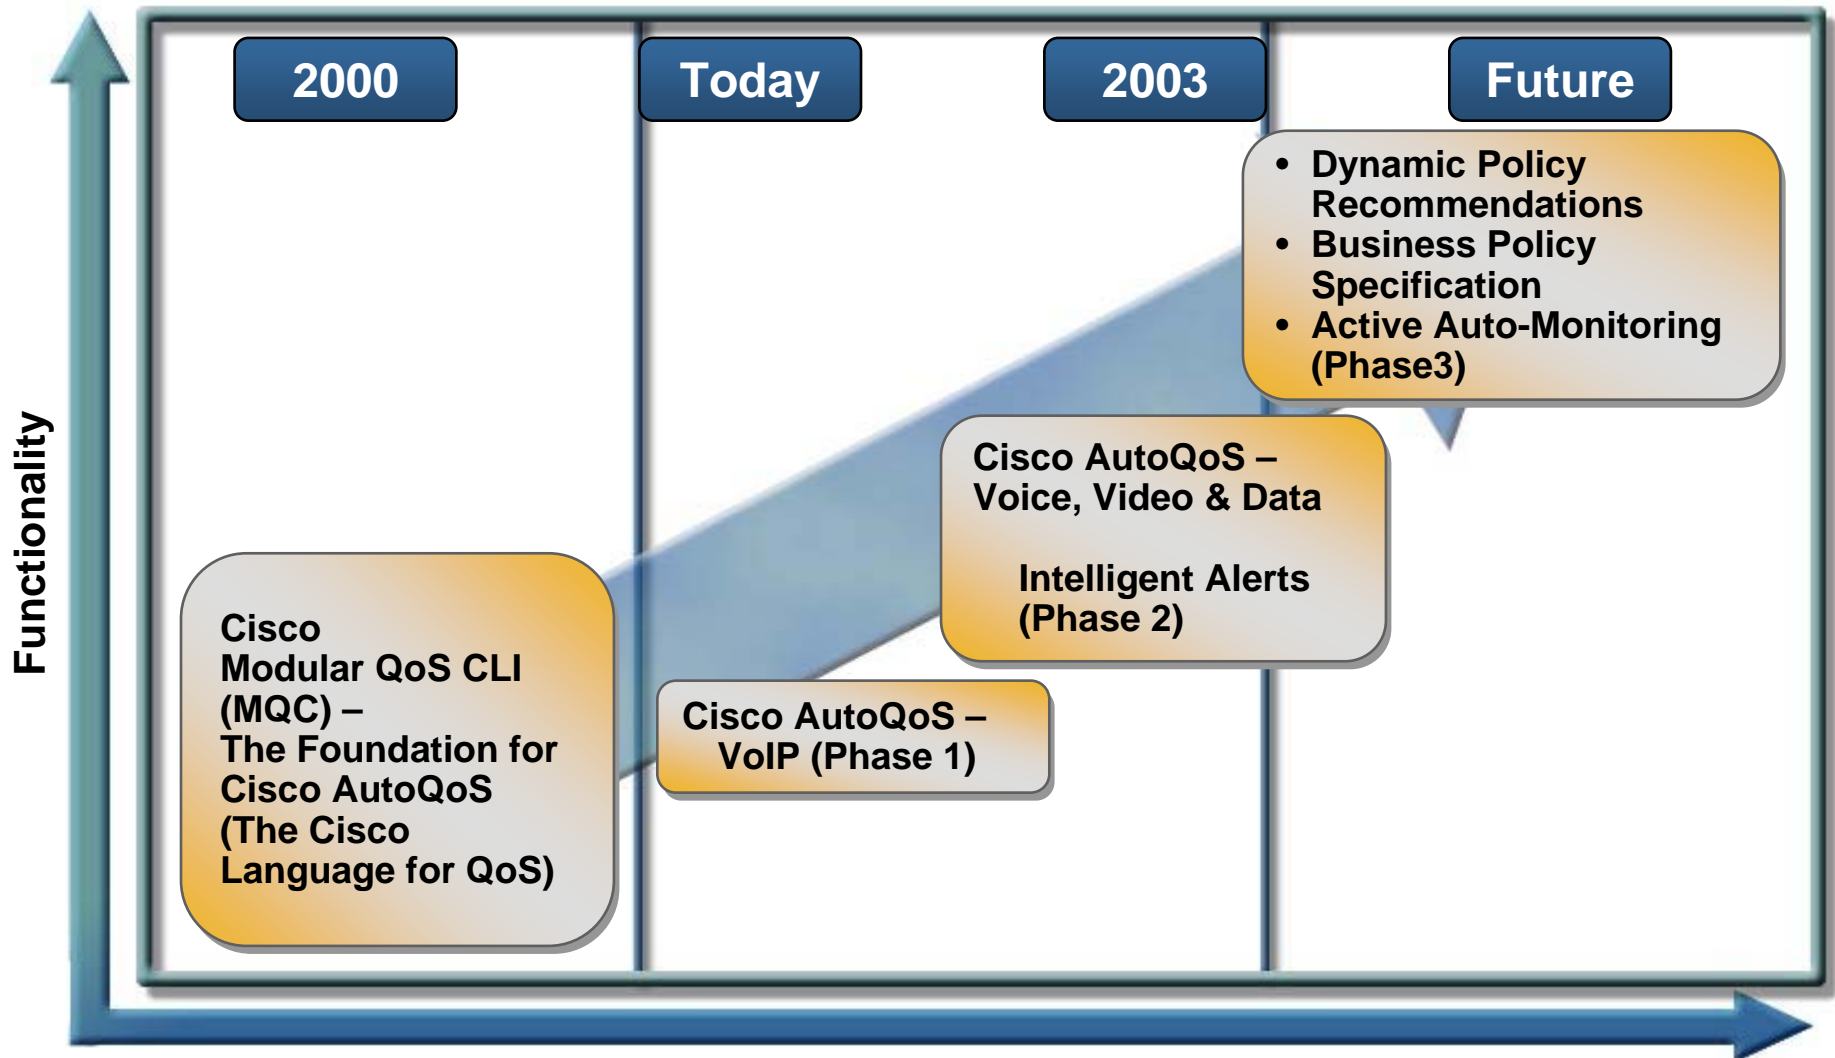 2000
Today
2003
Future
Functionality
• Dynamic Policy
Recommendations
• Business Policy
Specification
• Active Auto-Monitoring
(Phase3)
Cisco AutoQoS –
Voice, Video & Data
Intelligent Alerts
(Phase 2)
Cisco
Modular QoS CLI
(MQC) –
The Foundation for
Cisco AutoQoS
(The Cisco
Language for QoS)
Cisco AutoQoS –
VoIP (Phase 1)